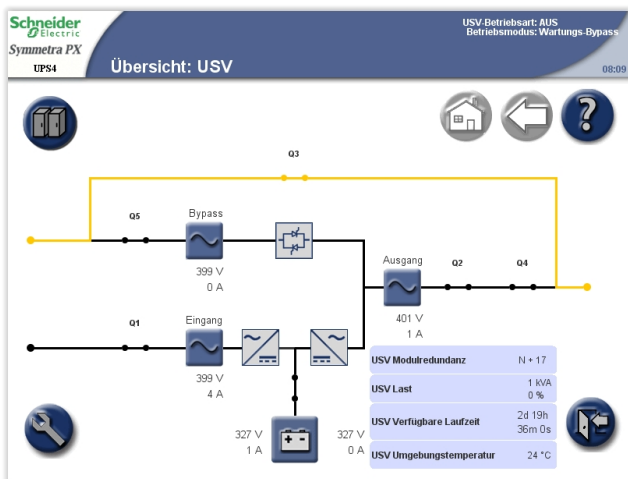 Schneider
Electric
Symmetra PX
UPS4
Übersicht: USV
USV-Betriebsart: AUS
Betriebsmodus: Wartungs-Bypass
08:09
?
Q3
Q5
Bypass
399 V
0 A
Ausgang
Q2
Q4
401 V
1 A
Q1
Eingang
399 V
4 A
327 V
1 A
327 V
0 A
USV Modulredundanz N + 17
USV Last 1 kVA
0 %
USV Verfügbare Laufzeit 2d 19h
36m 0s
USV Umgebungstemperatur 24 °C